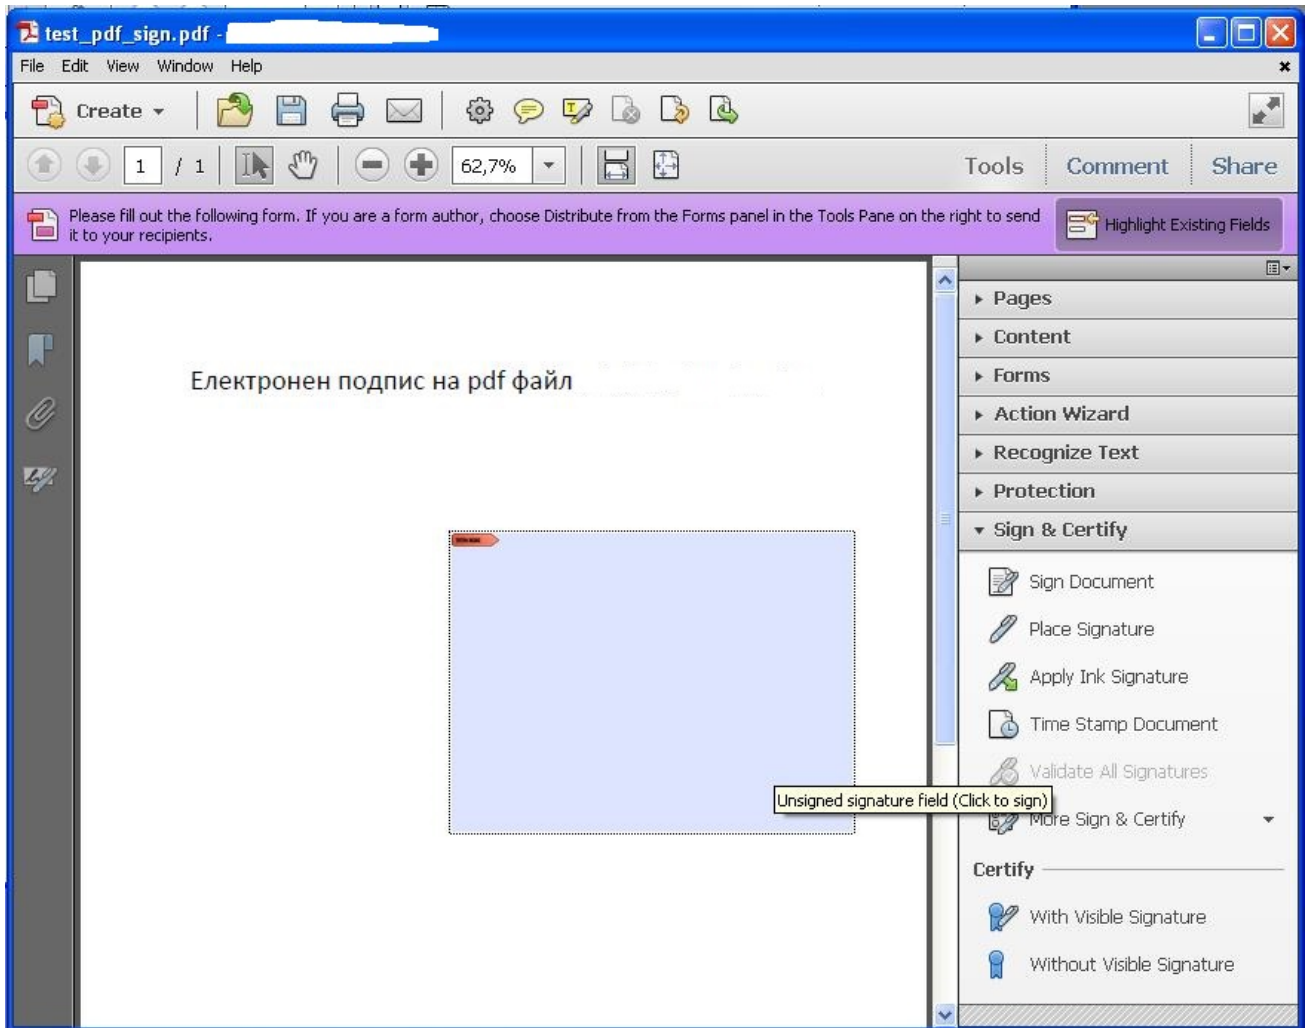 test_pdf_sign.pdf -
File Edit View Window Help
Create
1 / 1 62,7% Tools Comment Share
Please fill out the following form. If you are a form author, choose Distribute from the Forms panel in the Tools Pane on the right to send
it to your recipients.
Highlight Existing Fields
Pages
Content
Електронен подпис на pdf файл
Forms
Action Wizard
Recognize Text
Protection
Sign & Certify
Sign Document
Place Signature
Apply Ink Signature
Time Stamp Document
Validate All Signatures
Unsigned signature field (Click to sign)
More Sign & Certify
Certify
With Visible Signature
Without Visible Signature